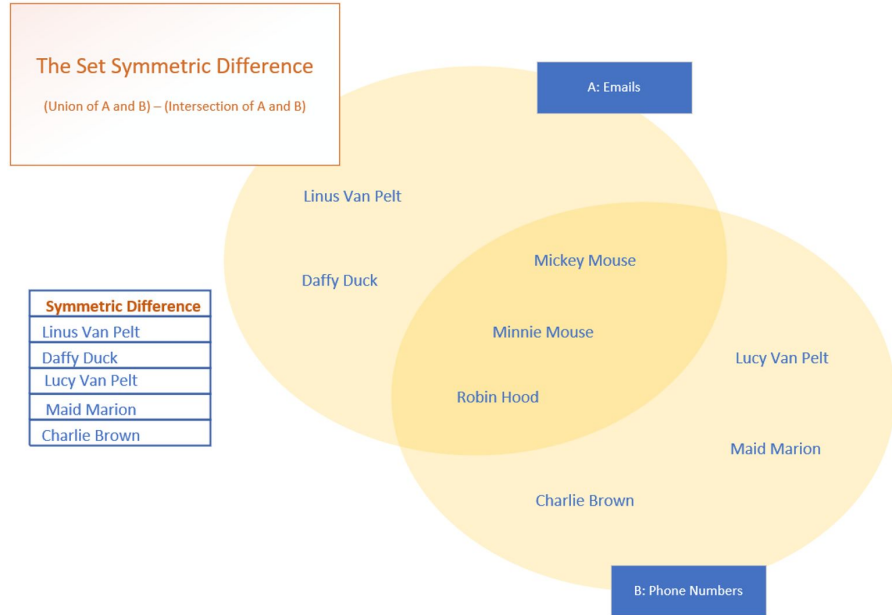 The Set Symmetric Difference
(Union of A and B) – (Intersection of A and B)
A: Emails
Linus Van Pelt
Daffy Duck
Mickey Mouse
Minnie Mouse
Robin Hood
Lucy Van Pelt
Maid Marion
Charlie Brown
B: Phone Numbers
Symmetric Difference
Linus Van Pelt
Daffy Duck
Lucy Van Pelt
Maid Marion
Charlie Brown